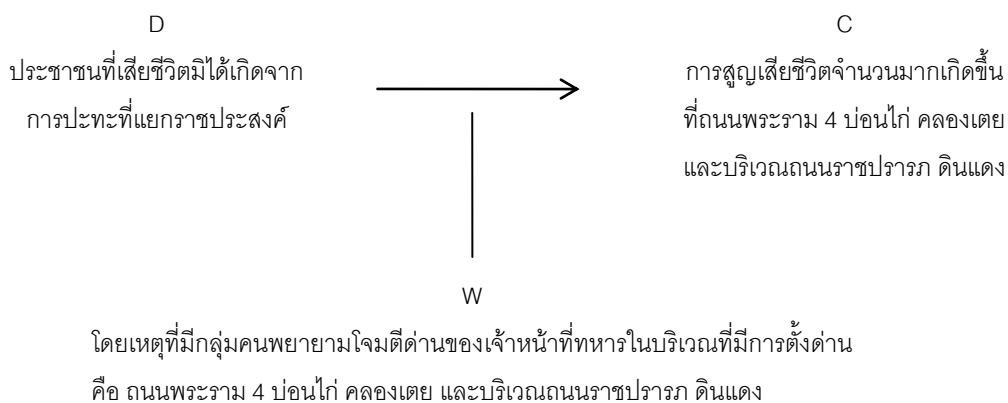 D
ประชาชนที่เสียชีวิตมิได้เกิดจาก
การปะทะที่แยกราชประสงค์
C
การสูญเสียชีวิตจำนวนมากเกิดขึ้น
ที่ถนนพระราม 4 บ่อนไก่ คลองเตย
และบริเวณถนนราชปรารภ ดินแดง
W
โดยเหตุที่มีกลุ่มคนพยายามโจมตีด่านของเจ้าหน้าที่ทหารในบริเวณที่มีการตั้งด่าน
คือ ถนนพระราม 4 บ่อนไก่ คลองเตย และบริเวณถนนราชปรารภ ดินแดง